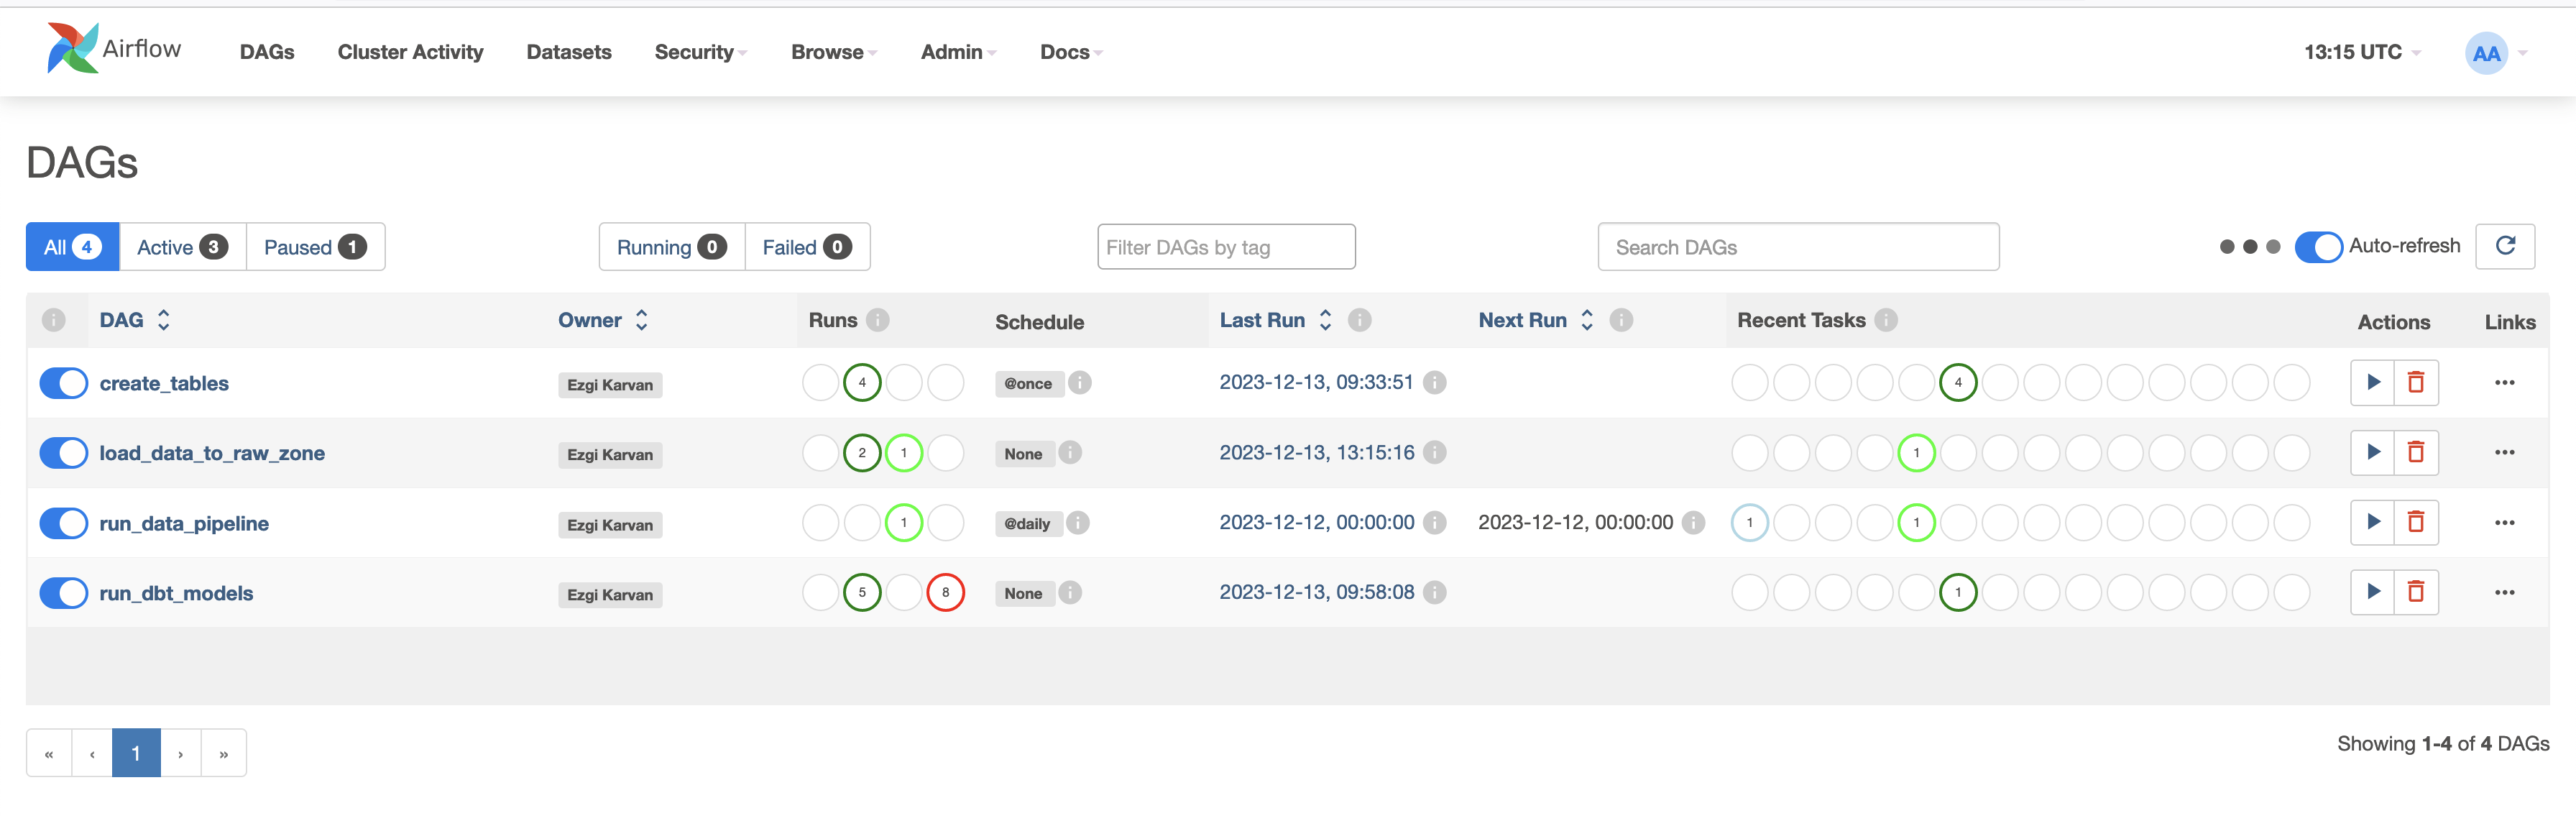 Airflow DAGs Cluster Activity Datasets Security Browse Admin Docs 13:15 UTC AA
DAGs
All 4 Active 3 Paused 1 Running 0 Failed 0 Filter DAGs by tag Search DAGs Auto-refresh
i DAG Owner Runs i Schedule Last Run i Next Run i Recent Tasks i Actions Links
create_tables Ezgi Karvan 4 @once i 2023-12-13, 09:33:51 i 4 ...
load_data_to_raw_zone Ezgi Karvan 2 1 None i 2023-12-13, 13:15:16 i 1 ...
run_data_pipeline Ezgi Karvan 1 @daily i 2023-12-12, 00:00:00 i 2023-12-12, 00:00:00 i 1 1 ...
run_dbt_models Ezgi Karvan 5 8 None i 2023-12-13, 09:58:08 i 1 ...
« ‹ 1 › » Showing 1-4 of 4 DAGs